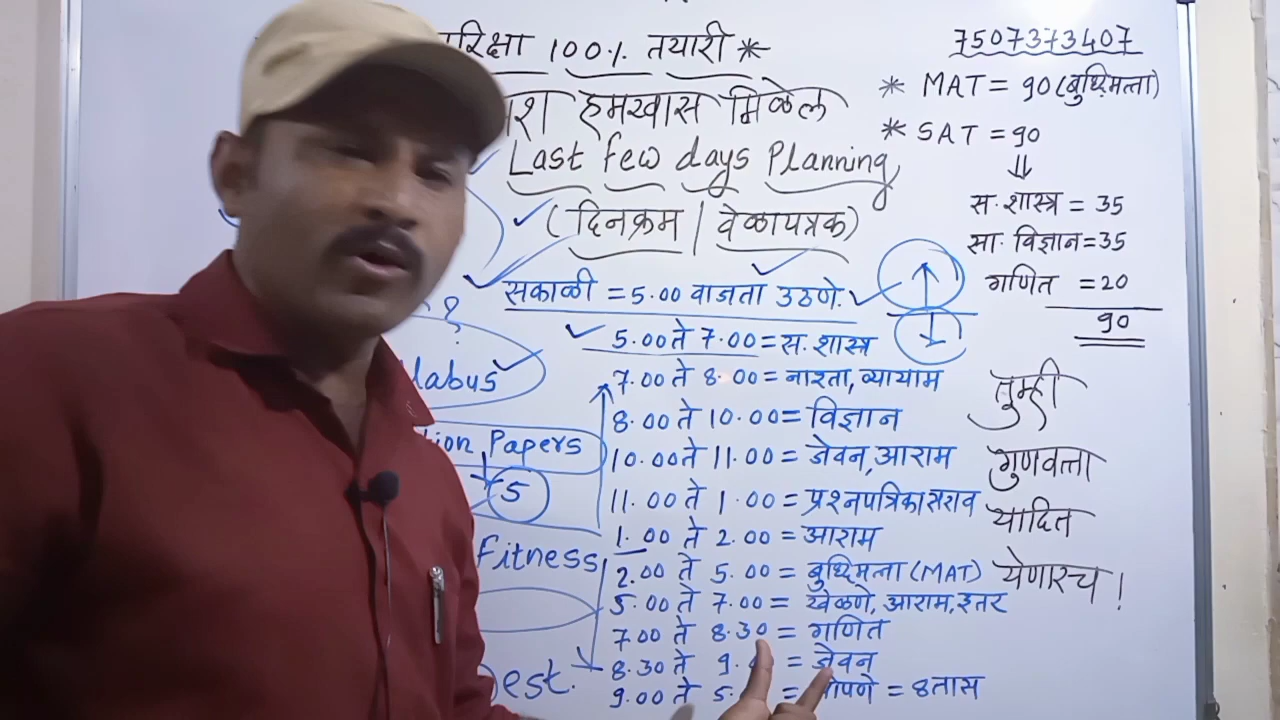 परिक्षा 100% तयारी *
हमखास मिळेल
Last few days Planning
(दिनक्रम | वेळापत्रक)
सकाळी = 5.00 वाजता उठणे.
5.00 ते 7.00 = स. शास्त्र
7.00 ते 8.00 = नाश्ता, व्यायाम
8.00 ते 10.00 = विज्ञान
10.00 ते 11.00 = जेवन, आराम
11.00 ते 1.00 = प्रश्नपत्रिका सराव
1.00 ते 2.00 = आराम
2.00 ते 5.00 = बुध्दिमत्ता (MAT)
5.00 ते 7.00 = खेळणे, आराम, इतर
7.00 ते 8.30 = गणित
8.30 ते 9. = जेवन
9.00 ते 5. = = 8 तास
Papers
5
Fitness
7507373407
* MAT = 90 (बुध्दिमत्ता)
* SAT = 90
स. शास्त्र = 35
सा. विज्ञान = 35
गणित = 20
90
तुम्ही
गुणवत्ता
यादित
येणारच !